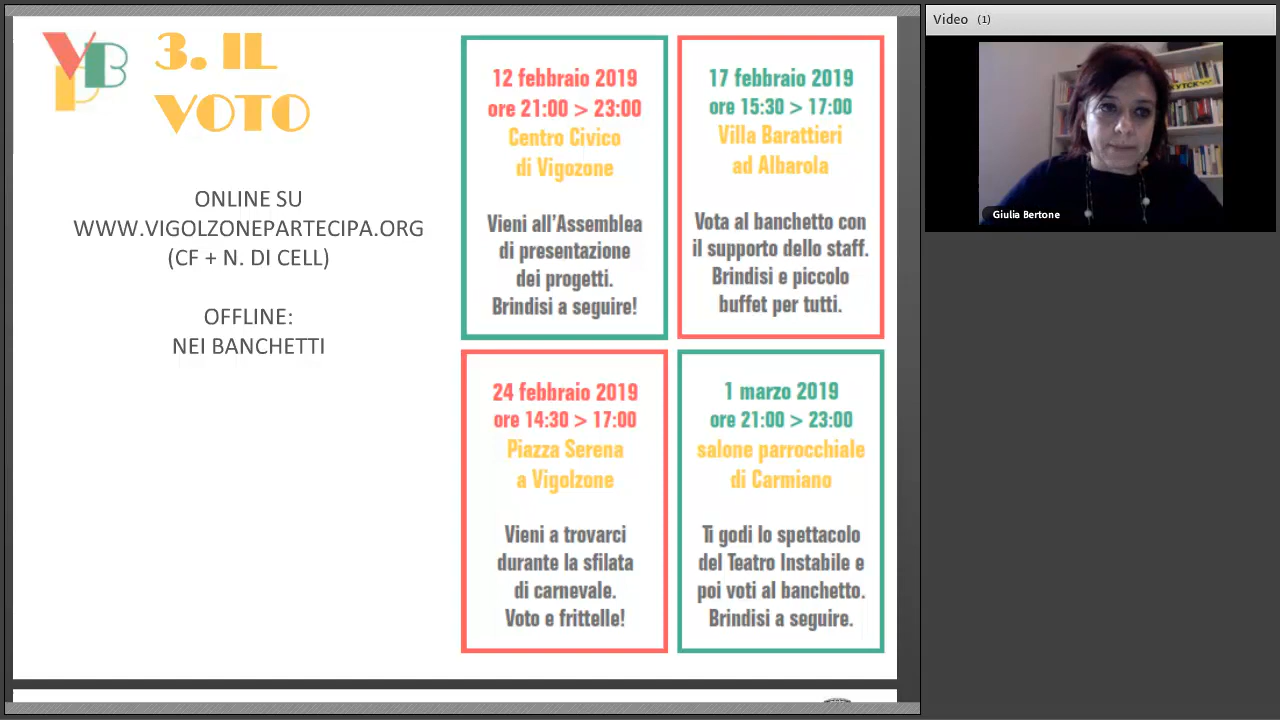 3. IL
VOTO
ONLINE SU
WWW.VIGOLZONEPARTECIPA.ORG
(CF + N. DI CELL)
OFFLINE:
NEI BANCHETTI
12 febbraio 2019
ore 21:00 > 23:00
Centro Civico
di Vigozone
Vieni all'Assemblea
di presentazione
dei progetti.
Brindisi a seguire!
17 febbraio 2019
ore 15:30 > 17:00
Villa Barattieri
ad Albarola
Vota al banchetto con
il supporto dello staff.
Brindisi e piccolo
buffet per tutti.
24 febbraio 2019
ore 14:30 > 17:00
Piazza Serena
a Vigolzone
Vieni a trovarci
durante la sfilata
di carnevale.
Voto e frittelle!
1 marzo 2019
ore 21:00 > 23:00
salone parrocchiale
di Carmiano
Ti godi lo spettacolo
del Teatro Instabile e
poi voti al banchetto.
Brindisi a seguire.
Video (1)
Giulia Bertone